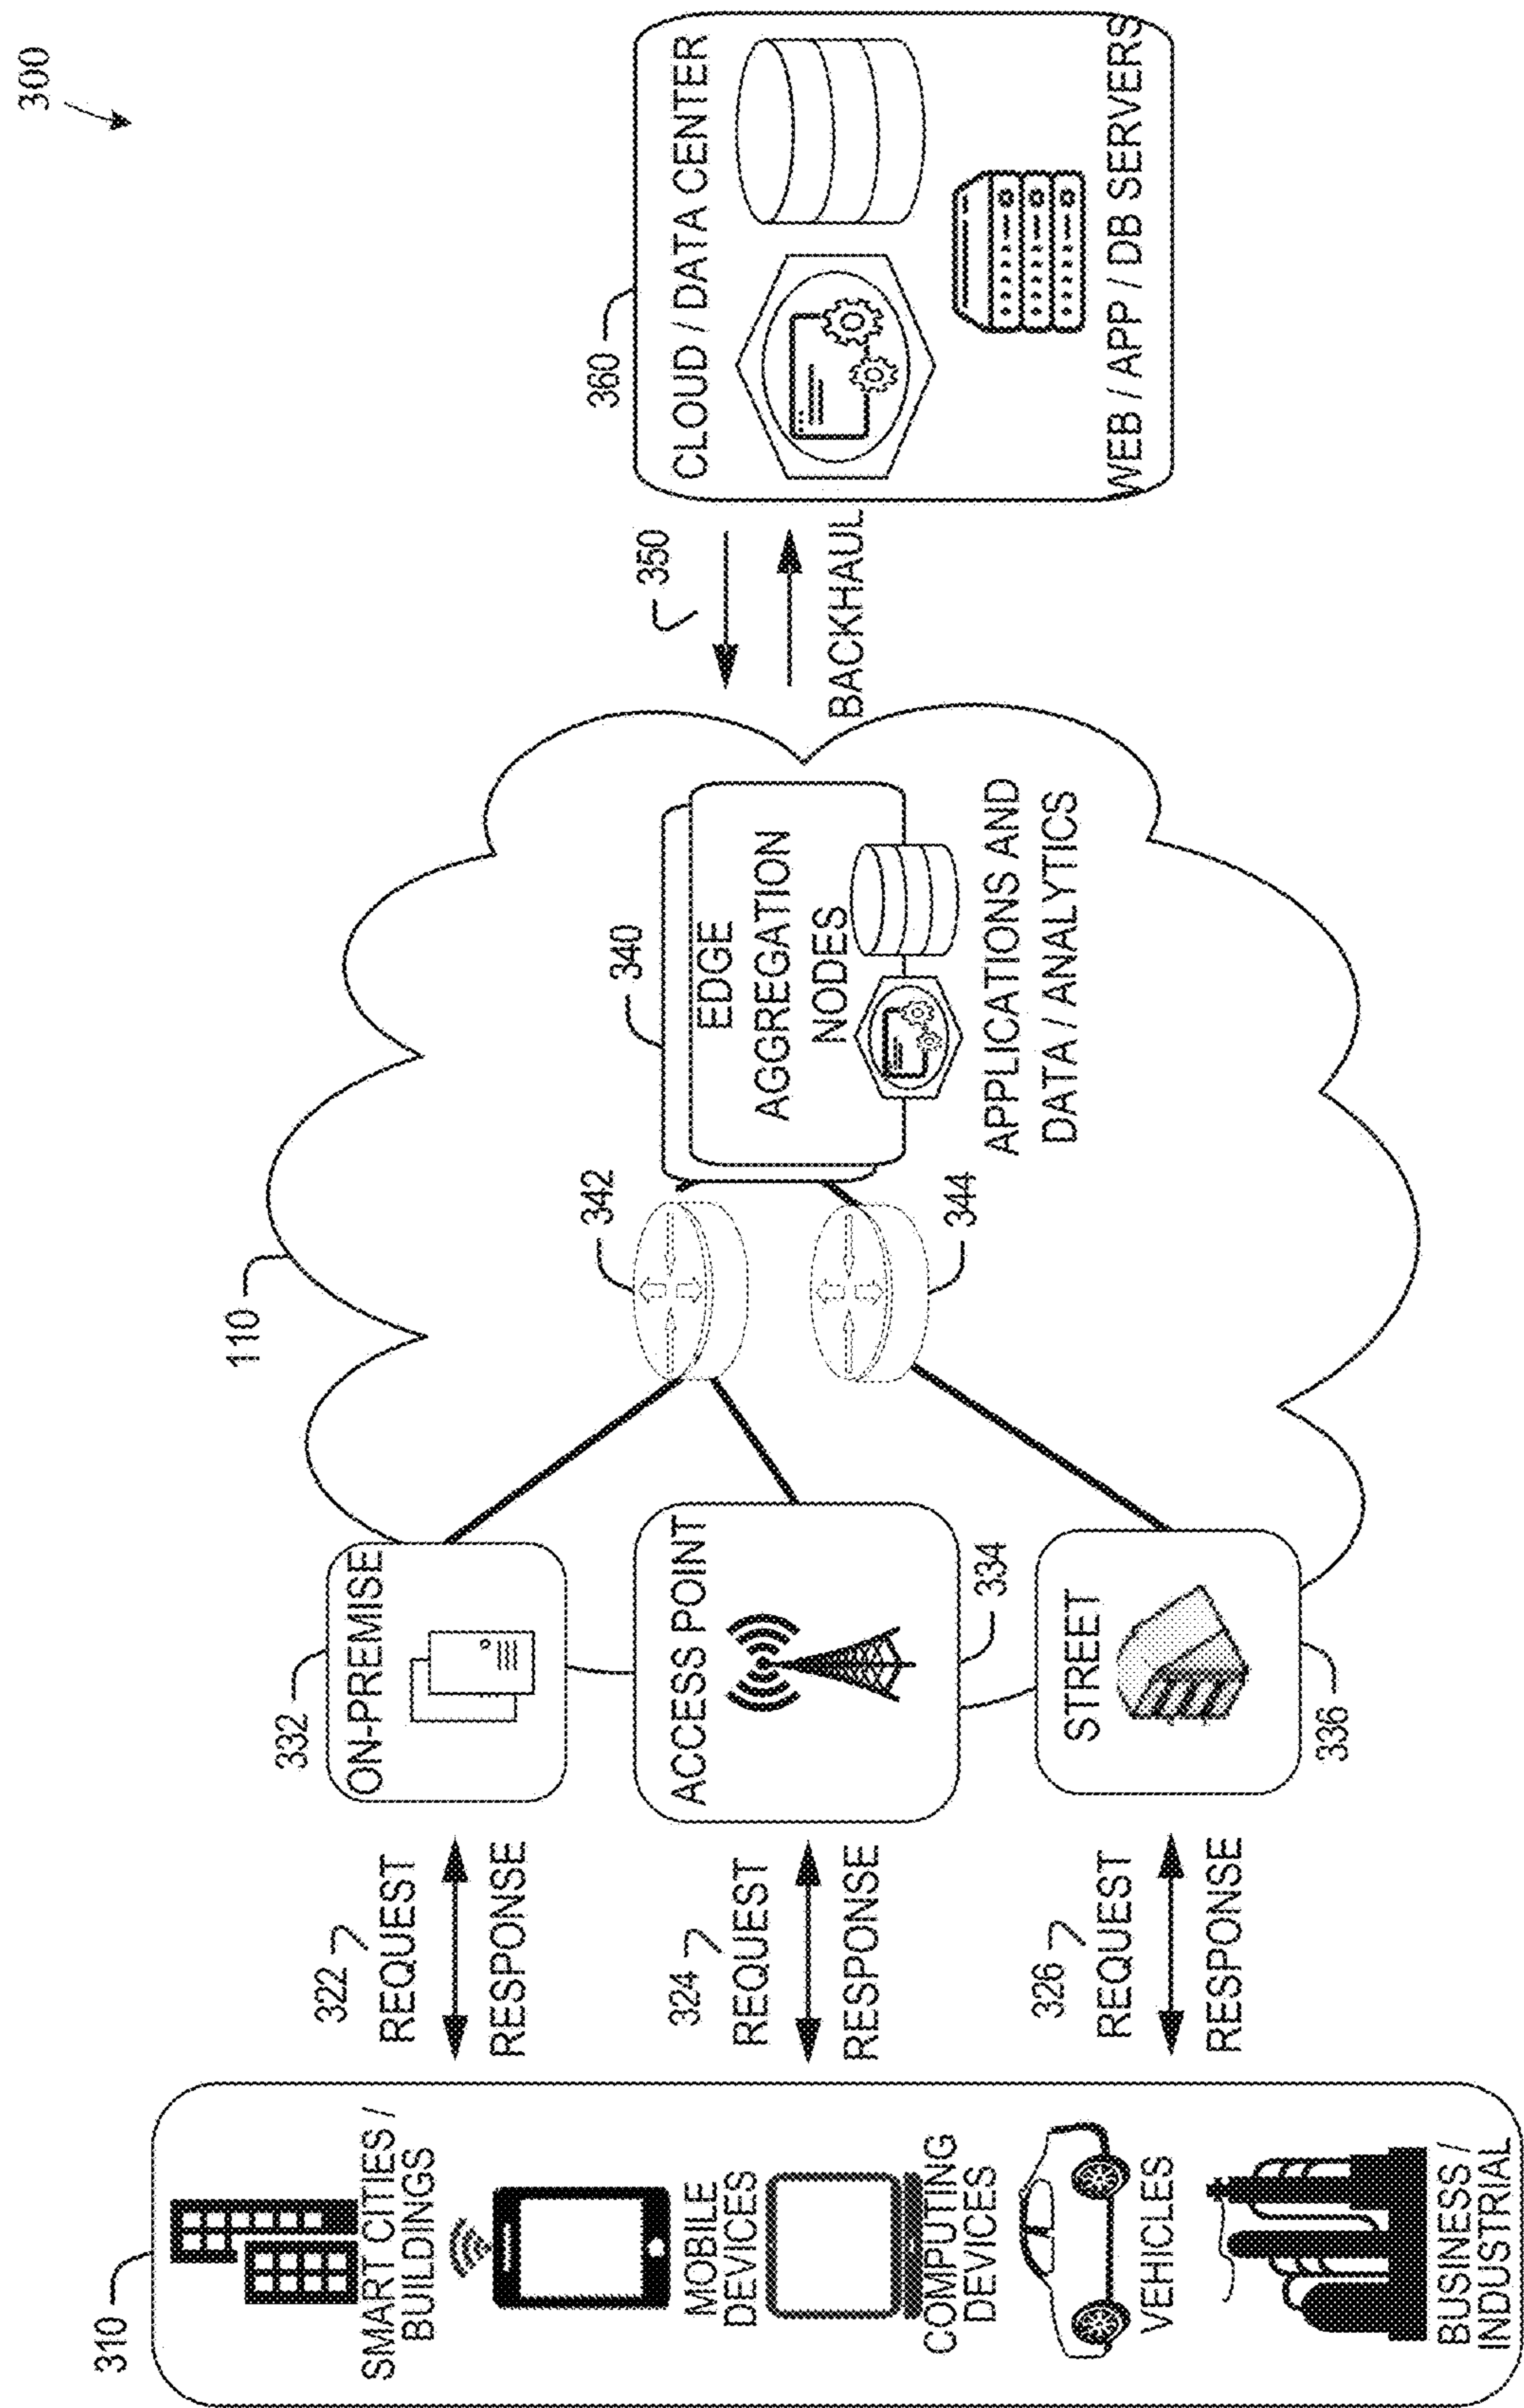 300
310
SMART CITIES /
BUILDINGS
MOBILE
DEVICES
COMPUTING
DEVICES
VEHICLES
BUSINESS /
INDUSTRIAL
322
REQUEST
RESPONSE
324
REQUEST
RESPONSE
326
REQUEST
RESPONSE
332
ON-PREMISE
ACCESS POINT
334
STREET
336
110
342
344
340
EDGE
AGGREGATION
NODES
APPLICATIONS AND
DATA / ANALYTICS
350
BACKHAUL
360
CLOUD / DATA CENTER
WEB / APP / DB SERVERS